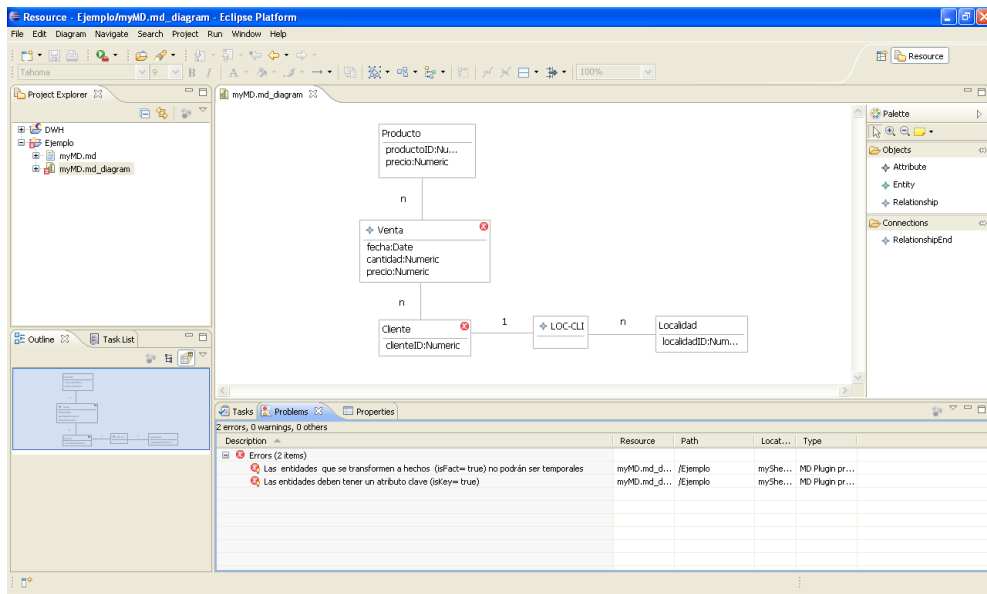 Resource - Ejemplo/myMD.md_diagram - Eclipse Platform
File Edit Diagram Navigate Search Project Run Window Help
Tahoma 9 B I A 100%
Resource
Project Explorer
DWH
Ejemplo
myMD.md
myMD.md_diagram
myMD.md_diagram
Producto
productoID:Nu...
precio:Numeric
n
Venta
fecha:Date
cantidad:Numeric
precio:Numeric
n
Cliente
clienteID:Numeric
1
LOC-CLI
n
Localidad
localidadID:Num...
Palette
Objects
Attribute
Entity
Relationship
Connections
RelationshipEnd
Outline Task List
Tasks Problems Properties
2 errors, 0 warnings, 0 others
Description Resource Path Locat... Type
Errors (2 items)
Las entidades que se transformen a hechos (isFact= true) no podrán ser temporales myMD.md_d... /Ejemplo myShe... MD Plugin pr...
Las entidades deben tener un atributo clave (isKey= true) myMD.md_d... /Ejemplo myShe... MD Plugin pr...